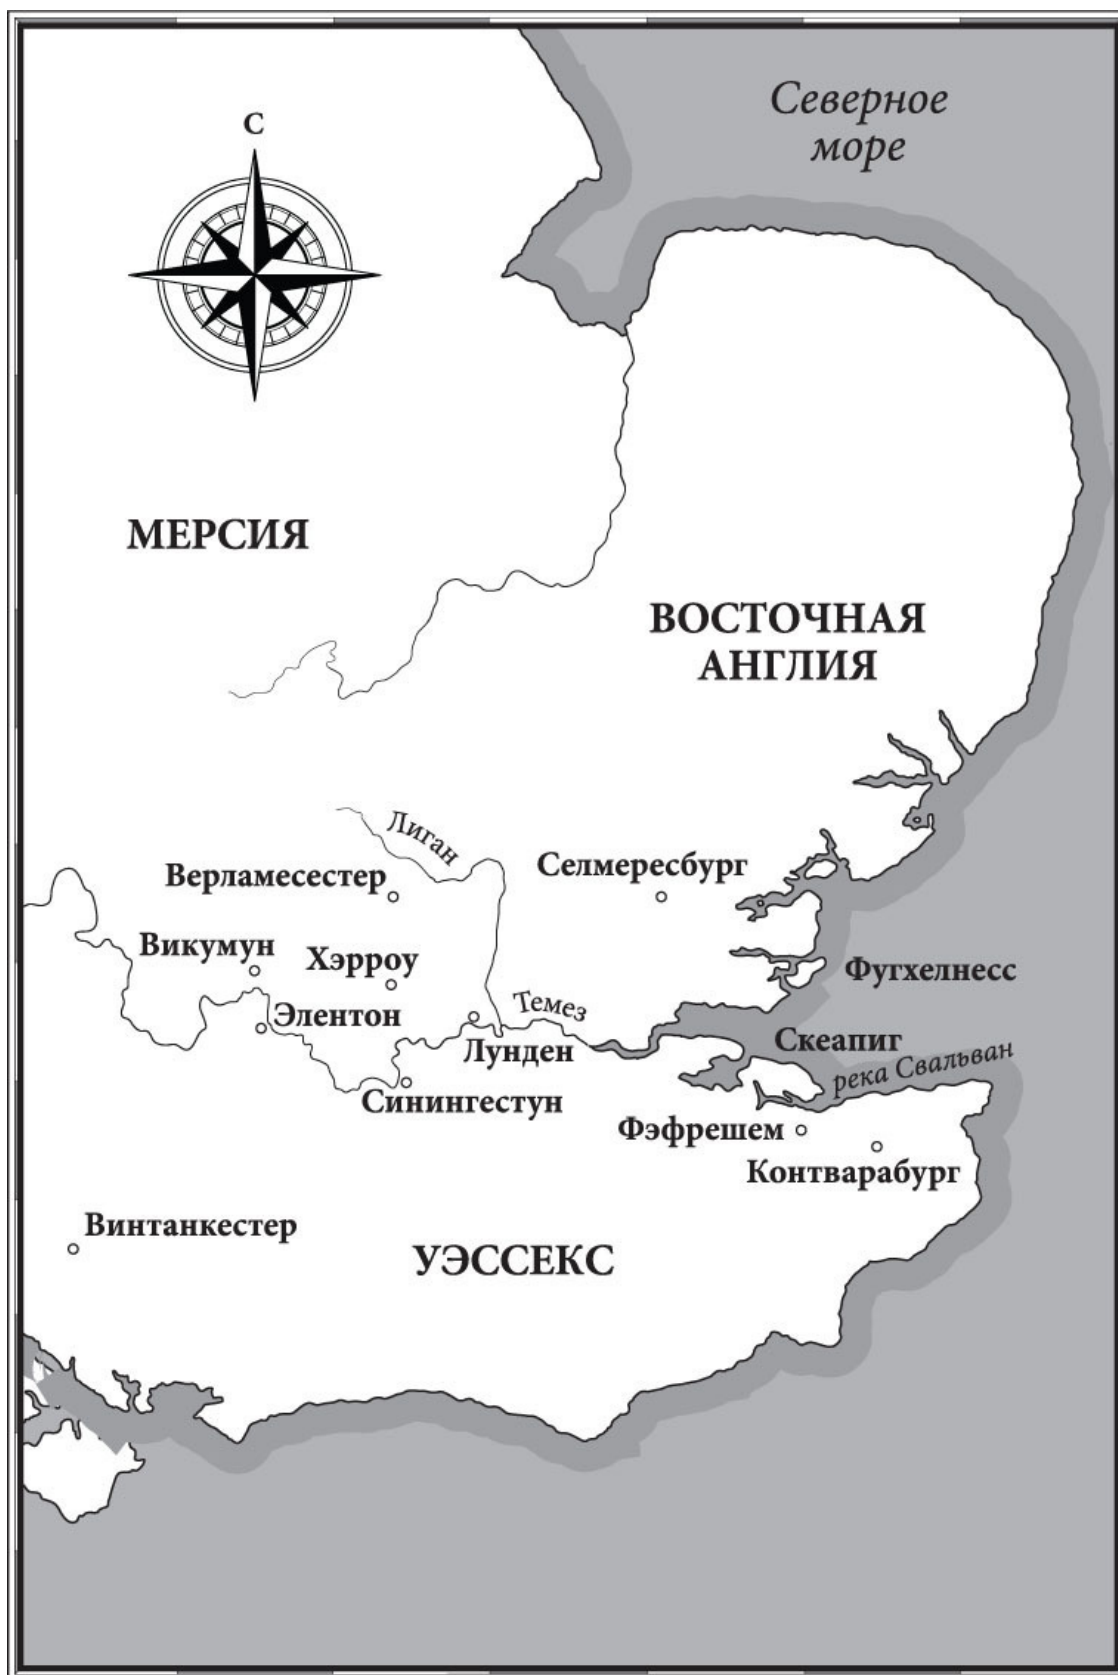 Северное
море
С
МЕРСИЯ
ВОСТОЧНАЯ
АНГЛИЯ
Лиган
Верламесестер
Селмересбург
Викумун
Хэрроу
Фугхелнесс
Элентон
Темез
Лунден
Скеапиг
река Свальван
Синингестун
Фэфрешем
Контварабург
Винтанкестер
УЭССЕКС